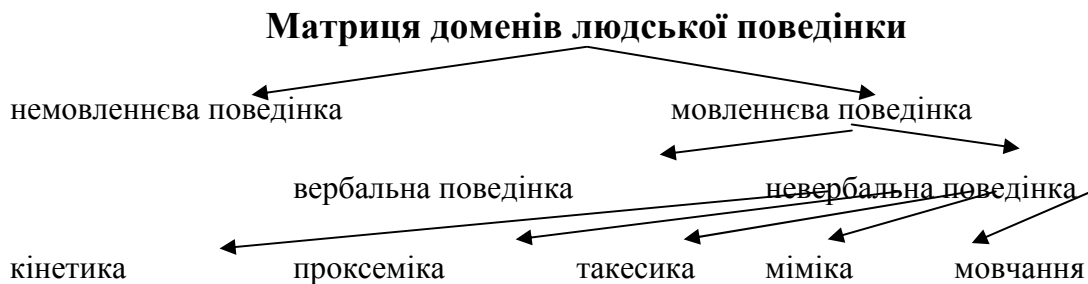 Матриця доменів людської поведінки
немовленнєва поведінка мовленнєва поведінка
вербальна поведінка невербальна поведінка
кінетика проксеміка такесика міміка мовчання